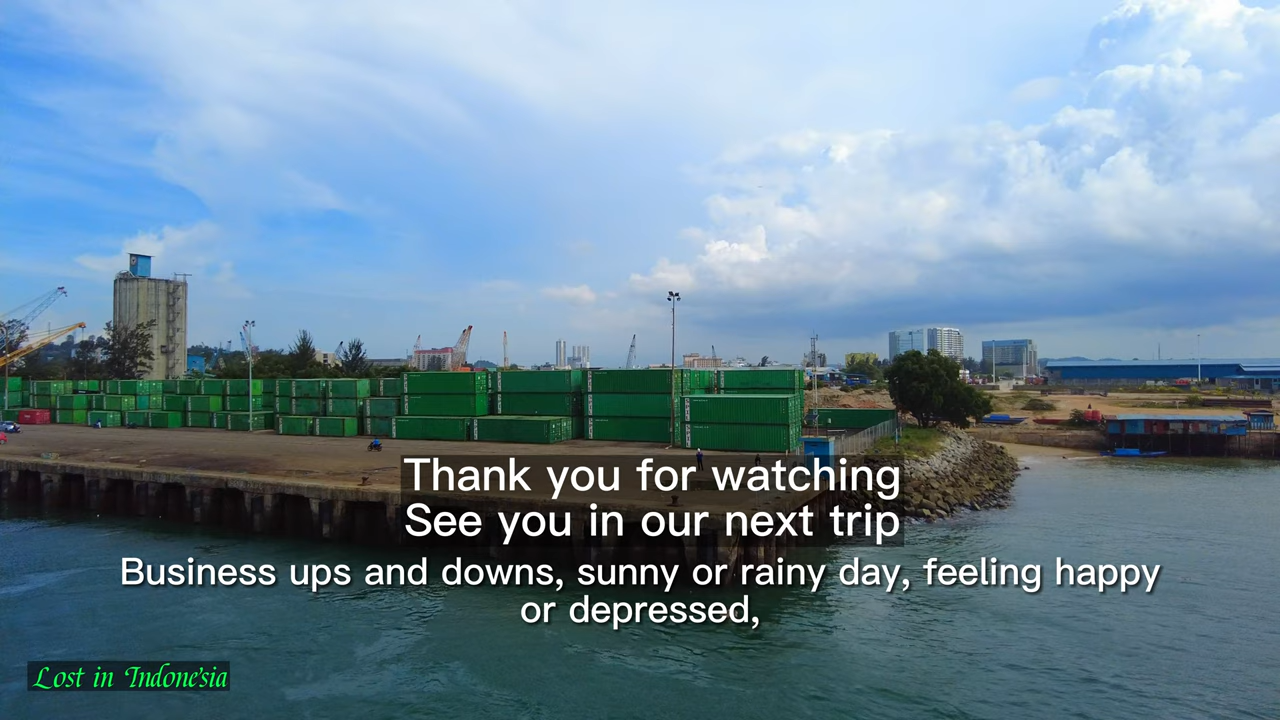 Thank you for watching
See you in our next trip
Business ups and downs, sunny or rainy day, feeling happy
or depressed,
Lost in Indone'sia